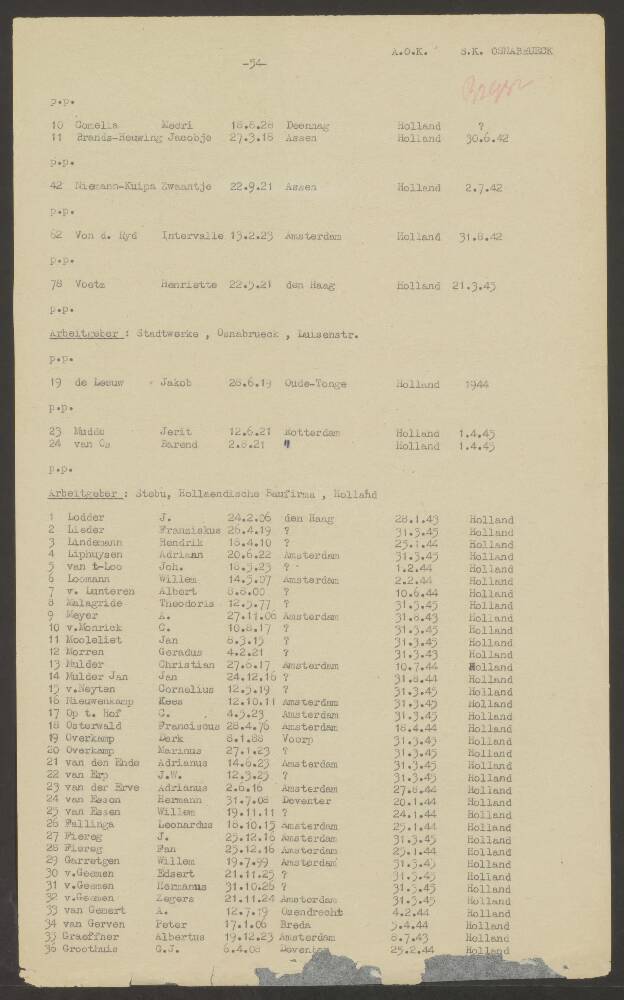 A.O.K. S.K. OSNABRUECK
-54-
p.p.
10 Comelia Meeri 18.6.28 Deennag Holland ?
11 Brands-Heuwing Jacobje 27.3.18 Assen Holland 30.6.42
p.p.
42 Niemann-Kuipa Zwaantje 22.9.21 Assen Holland 2.7.42
p.p.
62 Von d. Ryd Intervalle 13.2.23 Amsterdam Holland 31.8.42
p.p.
78 Voetz Henriette 22.5.21 den Haag Holland 21.3.43
p.p.
Arbeitgeber : Stadtwerke , Osnabrueck , Luisenstr.
p.p.
19 de Leeuw Jakob 28.6.19 Oude-Tonge Holland 1944
p.p.
23 Mudde Jerit 12.6.21 Rotterdam Holland 1.4.45
24 van Os Barend 2.8.21 " Holland 1.4.45
p.p.
Arbeitgeber : Stebu, Hollaendische Baufirma , Holland
1 Lodder J. 24.2.06 den Haag 28.1.43 Holland
2 Lieder Franziskus 26.4.19 ? 31.3.45 Holland
3 Lindemann Hendrik 18.4.10 ? 25.1.44 Holland
4 Liphuysen Adriaan 20.6.22 Amsterdam 31.3.45 Holland
5 van t-Loo Joh. 18.5.23 ? 1.2.44 Holland
6 Loomann Willem 14.5.07 Amsterdam 2.2.44 Holland
7 v. Lunteren Albert 8.8.00 ? 10.6.44 Holland
8 Malagride Theodoris 12.5.77 ? 31.3.45 Holland
9 Meyer A. 27.11.06 Amsterdam 31.8.43 Holland
10 v.Monrick C. 10.8.17 ? 31.3.45 Holland
11 Mooleliet Jan 8.3.15 ? 31.3.45 Holland
12 Morren Geradus 4.2.21 ? 31.3.43 Holland
13 Mulder Christian 27.6.17 Amsterdam 10.7.44 Holland
14 Mulder Jan Jan 24.12.16 ? 31.8.44 Holland
15 v.Neyten Cornelius 12.5.19 ? 31.3.45 Holland
16 Nieuwenkamp Kees 12.10.11 Amsterdam 31.3.45 Holland
17 Op t. Hof C. 4.5.23 Amsterdam 31.3.45 Holland
18 Osterwald Franciscus 28.4.76 Amsterdam 18.4.44 Holland
19 Overkamp Derk 8.1.88 Voorp 31.3.45 Holland
20 Overkamp Marinus 27.1.23 ? 31.3.45 Holland
21 van den Ende Adrianus 14.6.23 Amsterdam 31.3.45 Holland
22 van Erp J.W. 12.3.25 ? 31.3.45 Holland
23 van der Erve Adrianus 2.6.16 Amsterdam 27.8.44 Holland
24 van Essen Hermann 31.7.08 Deventer 20.1.44 Holland
25 van Essen Willem 19.11.11 ? 24.1.44 Holland
26 Fallinga Leonardus 18.10.15 Amsterdam 25.1.44 Holland
27 Fiereg J. 25.12.16 Amsterdam 31.3.45 Holland
28 Fiereg Fan 25.12.16 Amsterdam 25.1.44 Holland
29 Garretgen Willem 19.7.99 Amsterdam 31.3.45 Holland
30 v.Geemen Edsert 21.11.25 ? 31.3.45 Holland
31 v.Geemen Hermanus 31.10.26 ? 31.3.45 Holland
32 v.Geemen Zegers 21.11.24 Amsterdam 31.3.45 Holland
33 van Gemert A. 12.7.19 Ozendrecht 4.2.44 Holland
34 van Gerven Peter 17.1.06 Breda 5.4.44 Holland
35 Graeffner Albertus 19.12.23 Amsterdam 8.7.43 Holland
36 Groothuis G.J. 6.4.08 Deventer 25.2.44 Holland